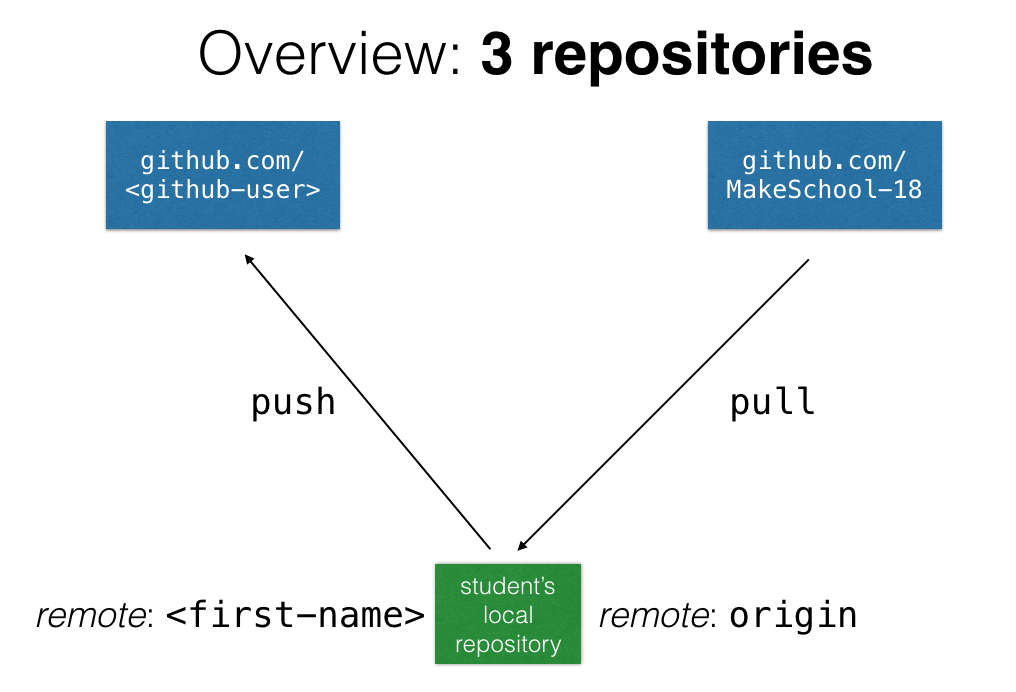 Overview: 3 repositories
github.com/
<github-user>
github.com/
MakeSchool-18
push
pull
remote: <first-name>
student’s
local
repository
remote: origin